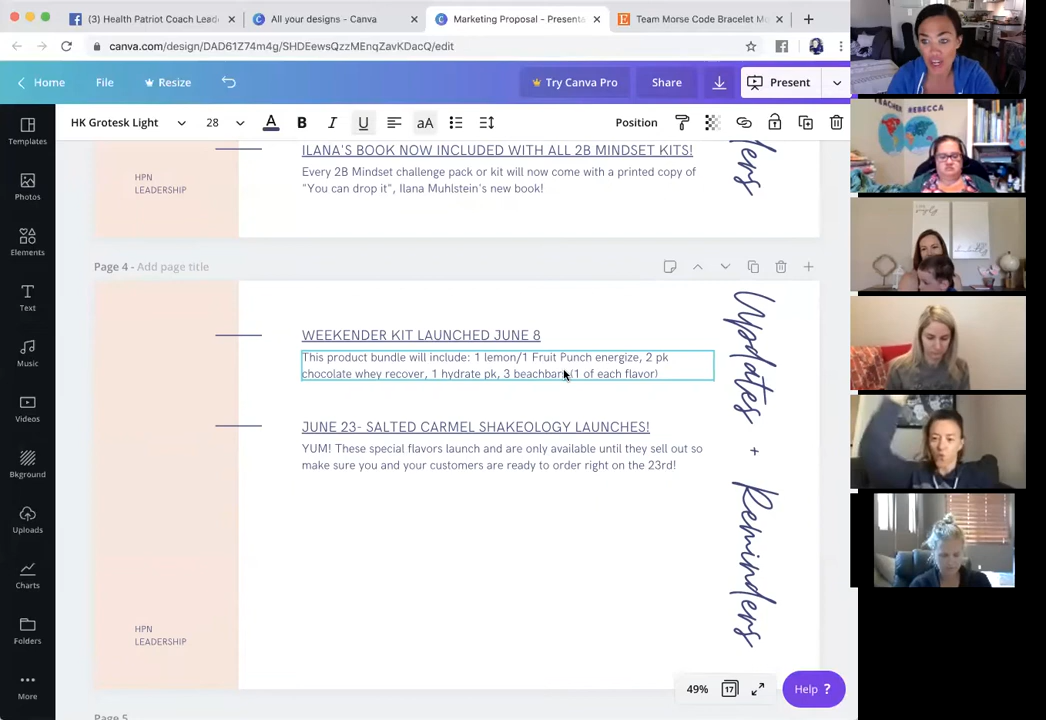 (3) Health Patriot Coach Lead
All your designs - Canva
Marketing Proposal - Present
Team Morse Code Bracelet M
canva.com/design/DAD61Z74m4g/SHDEewsQzzMEnqZavKDacQ/edit
Home
File
Resize
Try Canva Pro
Share
Present
HK Grotesk Light
28
A
B
I
U
aA
Position
Templates
Photos
Elements
Text
Music
Videos
Bkground
Uploads
Charts
Folders
More
HPN
LEADERSHIP
ILANA'S BOOK NOW INCLUDED WITH ALL 2B MINDSET KITS!
Every 2B Mindset challenge pack or kit will now come with a printed copy of
"You can drop it", Ilana Muhlstein's new book!
ders
Page 4 - Add page title
WEEKENDER KIT LAUNCHED JUNE 8
This product bundle will include: 1 lemon/1 Fruit Punch energize, 2 pk
chocolate whey recover, 1 hydrate pk, 3 beachbars (1 of each flavor)
JUNE 23- SALTED CARMEL SHAKEOLOGY LAUNCHES!
YUM! These special flavors launch and are only available until they sell out so
make sure you and your customers are ready to order right on the 23rd!
Updates + Reminders
HPN
LEADERSHIP
49%
17
Help ?
Page 5
TEACHER REBECCA